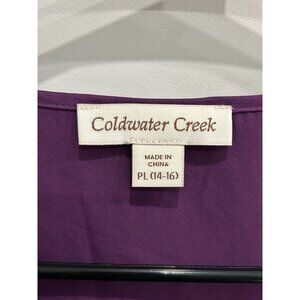 Coldwater Creek
MADE IN
CHINA
PL (14-16)